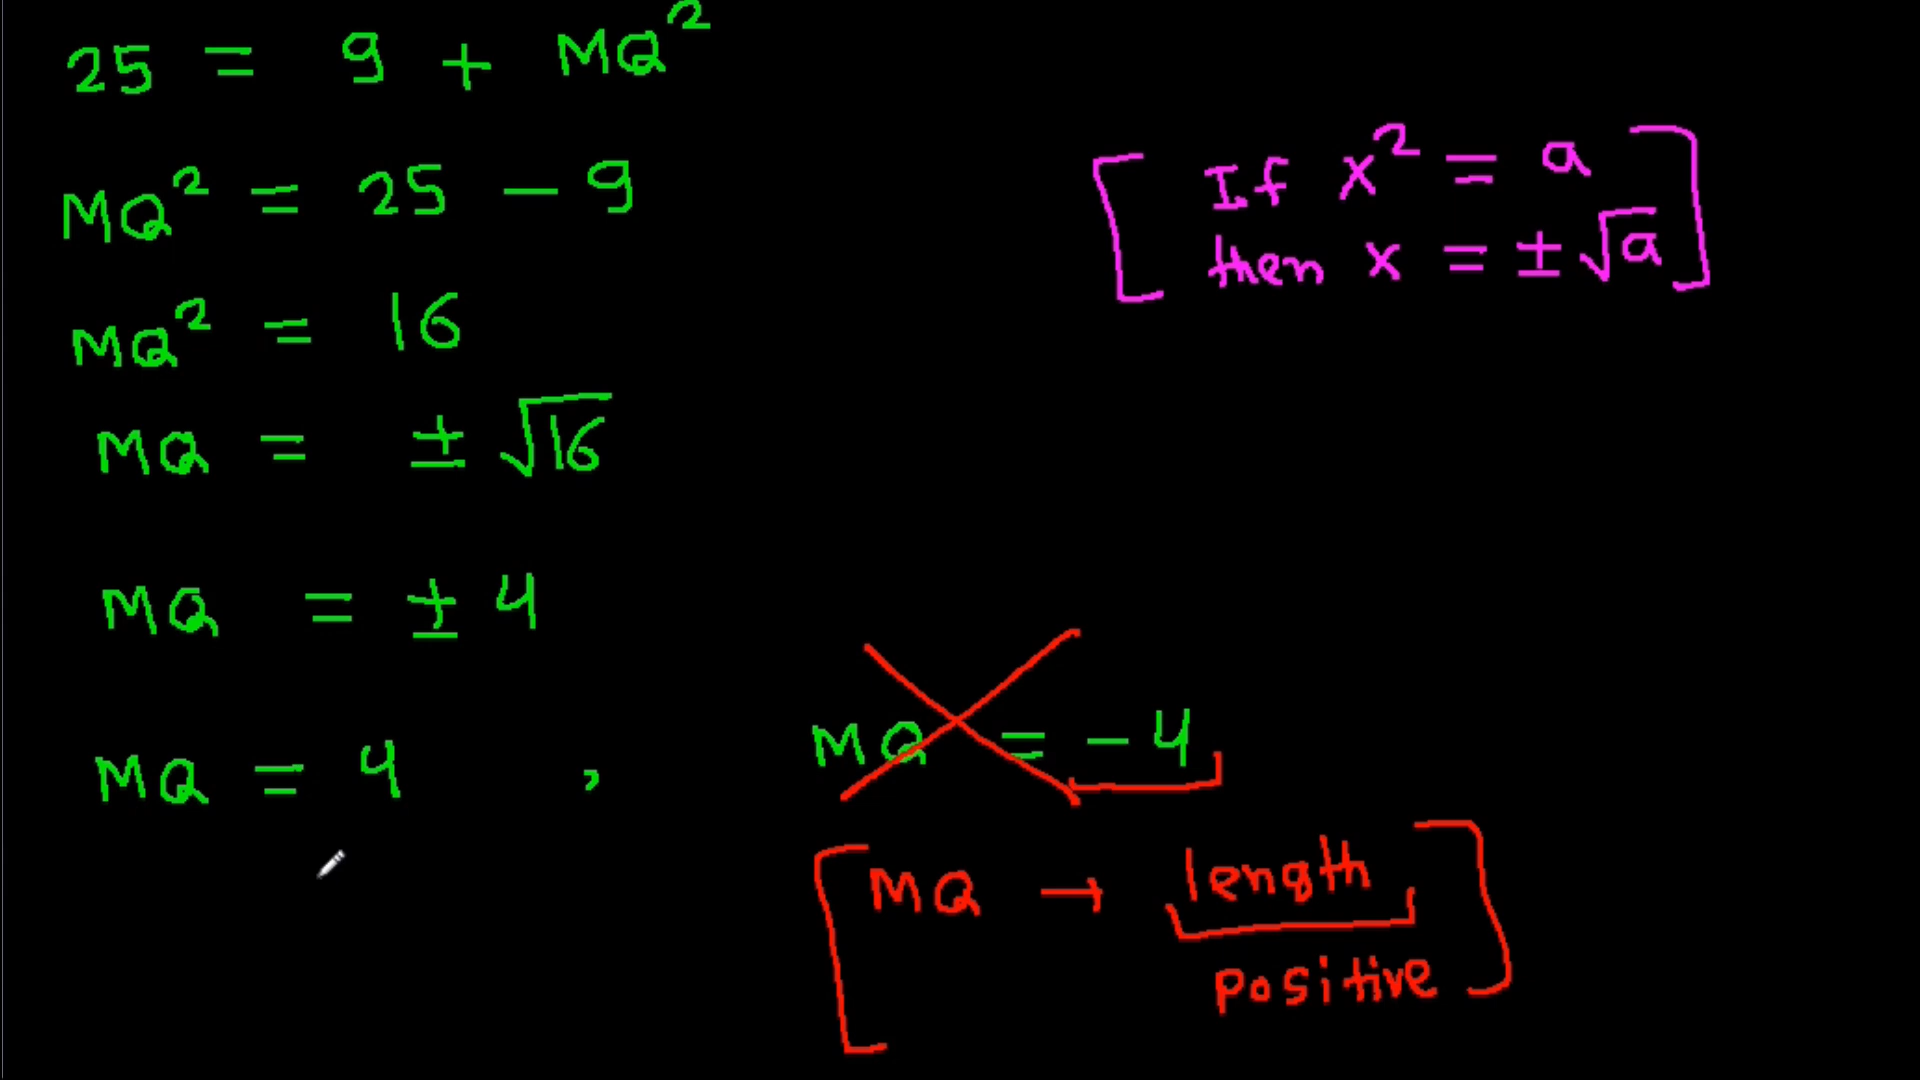 25 = 9 + MQ²
MQ² = 25 - 9
MQ² = 16
MQ = ± √16
MQ = ± 4
MQ = 4 , MQ = - 4
[ If x² = a
then x = ± √a ]
[ MQ → length
positive ]